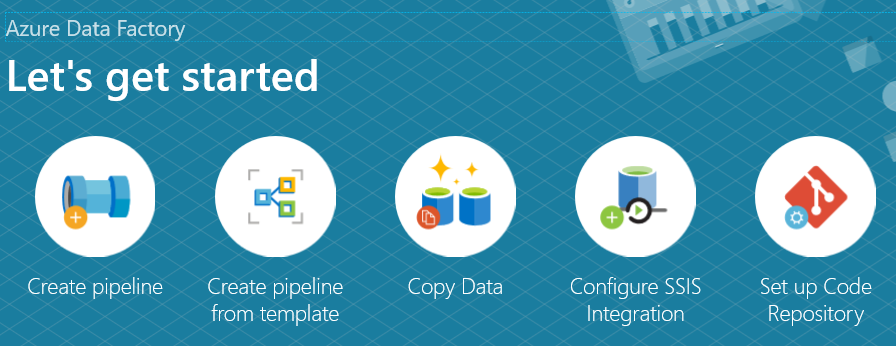 Azure Data Factory
Let's get started
Create pipeline
Create pipeline
from template
Copy Data
Configure SSIS
Integration
Set up Code
Repository